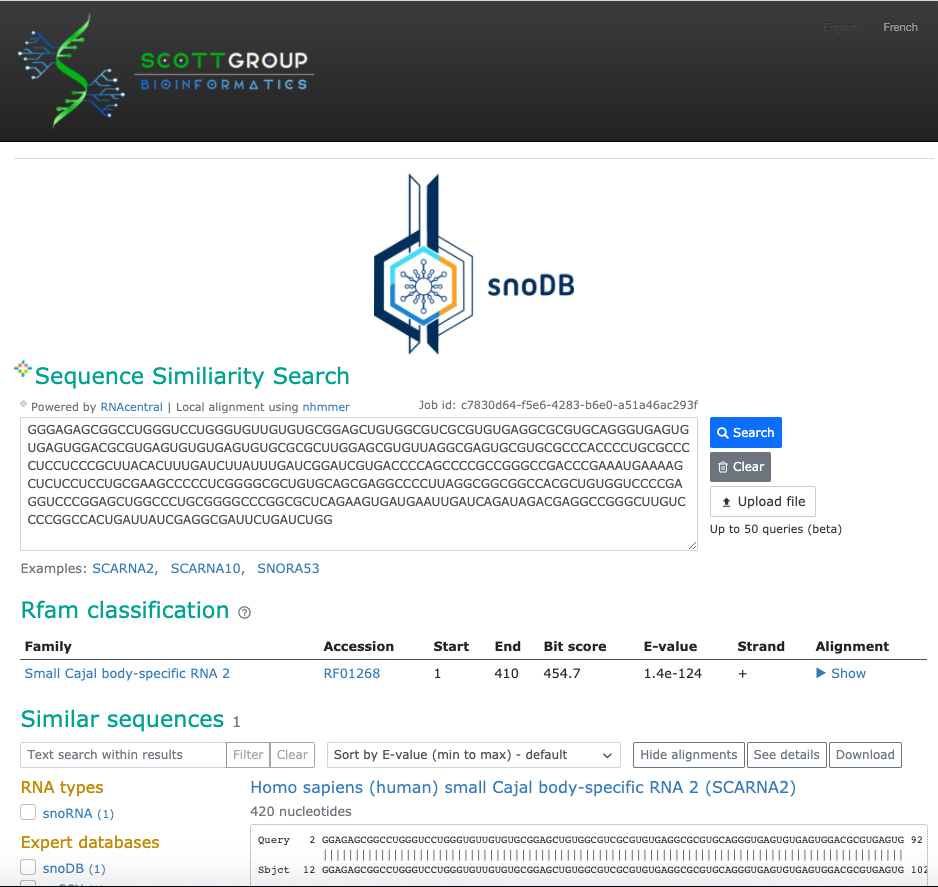 English French
SCOTTGROUP
BIOINFORMATICS
snoDB
Sequence Similiarity Search
Powered by RNAcentral | Local alignment using nhmmer Job id: c7830d64-f5e6-4283-b6e0-a51a46ac293f
GGGAGAGCGGCCUGGGUCCUGGGUGUUGUGUGCGGAGCUGUGGCGUCGCGUGUGAGGCGCGUGCAGGGUGAGUG
UGAGUGGACGCGUGAGUGUGUGAGUGUGCGCGCUUGGAGCGUGUUAGGCGAGUGCGUGCGCCCACCCCUGCGCCC
CUCCUCCCGCUUACACUUUGAUCUUAUUUGAUCGGAUCGUGACCCCAGCCCCGCCGGGCCGACCCGAAAUGAAAAG
CUCUCCUCCUGCGAAGCCCCCUCGGGGCGCUGUGCAGCGAGGCCCCUUAGGCGGCGGCCACGCUGUGGUCCCCGA
GGUCCCGGAGCUGGCCCUGCGGGGCCCGGCGCUCAGAAGUGAUGAAUUGAUCAGAUAGACGAGGCCGGGCUUGUC
CCCGGCCACUGAUUAUCGAGGCGAUUCUGAUCUGG
Search
Clear
Upload file
Up to 50 queries (beta)
Examples: SCARNA2, SCARNA10, SNORA53
Rfam classification ?
Family Accession Start End Bit score E-value Strand Alignment
Small Cajal body-specific RNA 2 RF01268 1 410 454.7 1.4e-124 + Show
Similar sequences 1
Text search within results Filter Clear Sort by E-value (min to max) - default Hide alignments See details Download
RNA types
snoRNA (1)
Expert databases
snoDB (1)
Homo sapiens (human) small Cajal body-specific RNA 2 (SCARNA2)
420 nucleotides
Query 2 GGAGAGCGGCCUGGGUCCUGGGUGUUGUGUGCGGAGCUGUGGCGUCGCGUGUGAGGCGCGUGCAGGGUGAGUGUGAGUGGACGCGUGAGUG 92
Sbjct 12 GGAGAGCGGCCUGGGUCCUGGGUGUUGUGUGCGGAGCUGUGGCGUCGCGUGUGAGGCGCGUGCAGGGUGAGUGUGAGUGGACGCGUGAGUG 102